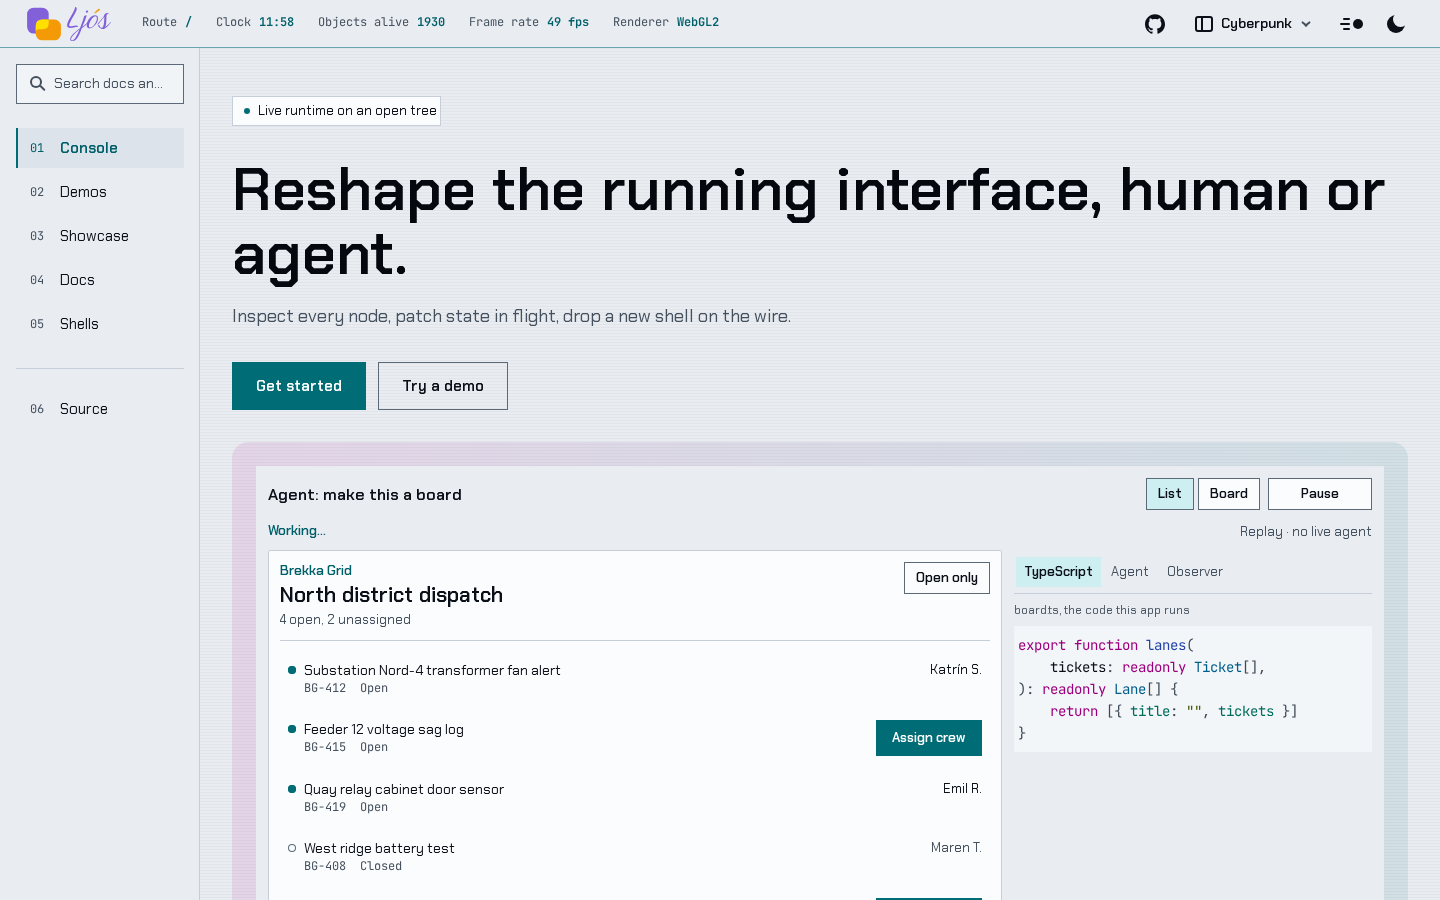 Ljós
Route /
Clock 11:58
Objects alive 1930
Frame rate 49 fps
Renderer WebGL2
Cyberpunk
Search docs an...
01 Console
02 Demos
03 Showcase
04 Docs
05 Shells
06 Source
Live runtime on an open tree
Reshape the running interface, human or
agent.
Inspect every node, patch state in flight, drop a new shell on the wire.
Get started
Try a demo
Agent: make this a board
List
Board
Pause
Working...
Replay · no live agent
Brekka Grid
North district dispatch
4 open, 2 unassigned
Open only
Substation Nord-4 transformer fan alert
BG-412 Open
Katrín S.
Feeder 12 voltage sag log
BG-415 Open
Assign crew
Quay relay cabinet door sensor
BG-419 Open
Emil R.
West ridge battery test
BG-408 Closed
Maren T.
TypeScript
Agent
Observer
board.ts, the code this app runs
export function lanes(
    tickets: readonly Ticket[],
): readonly Lane[] {
    return [{ title: "", tickets }]
}